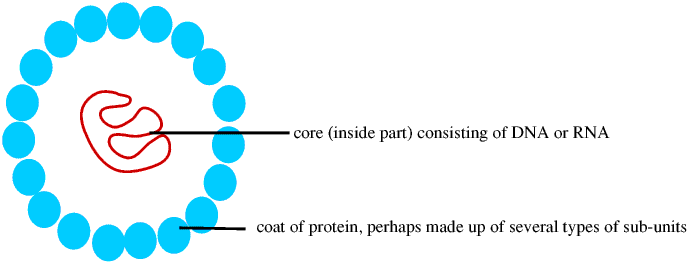 core (inside part) consisting of DNA or RNA
coat of protein, perhaps made up of several types of sub-units